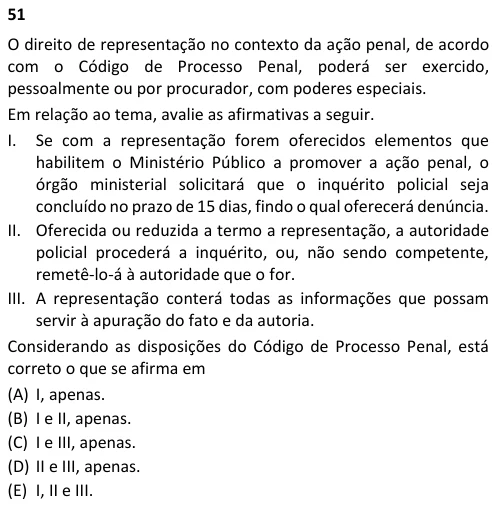 51
O direito de representação no contexto da ação penal, de acordo
com o Código de Processo Penal, poderá ser exercido,
pessoalmente ou por procurador, com poderes especiais.
Em relação ao tema, avalie as afirmativas a seguir.
I. Se com a representação forem oferecidos elementos que
habilitem o Ministério Público a promover a ação penal, o
órgão ministerial solicitará que o inquérito policial seja
concluído no prazo de 15 dias, findo o qual oferecerá denúncia.
II. Oferecida ou reduzida a termo a representação, a autoridade
policial procederá a inquérito, ou, não sendo competente,
remetê-lo-á à autoridade que o for.
III. A representação conterá todas as informações que possam
servir à apuração do fato e da autoria.
Considerando as disposições do Código de Processo Penal, está
correto o que se afirma em
(A) I, apenas.
(B) I e II, apenas.
(C) I e III, apenas.
(D) II e III, apenas.
(E) I, II e III.